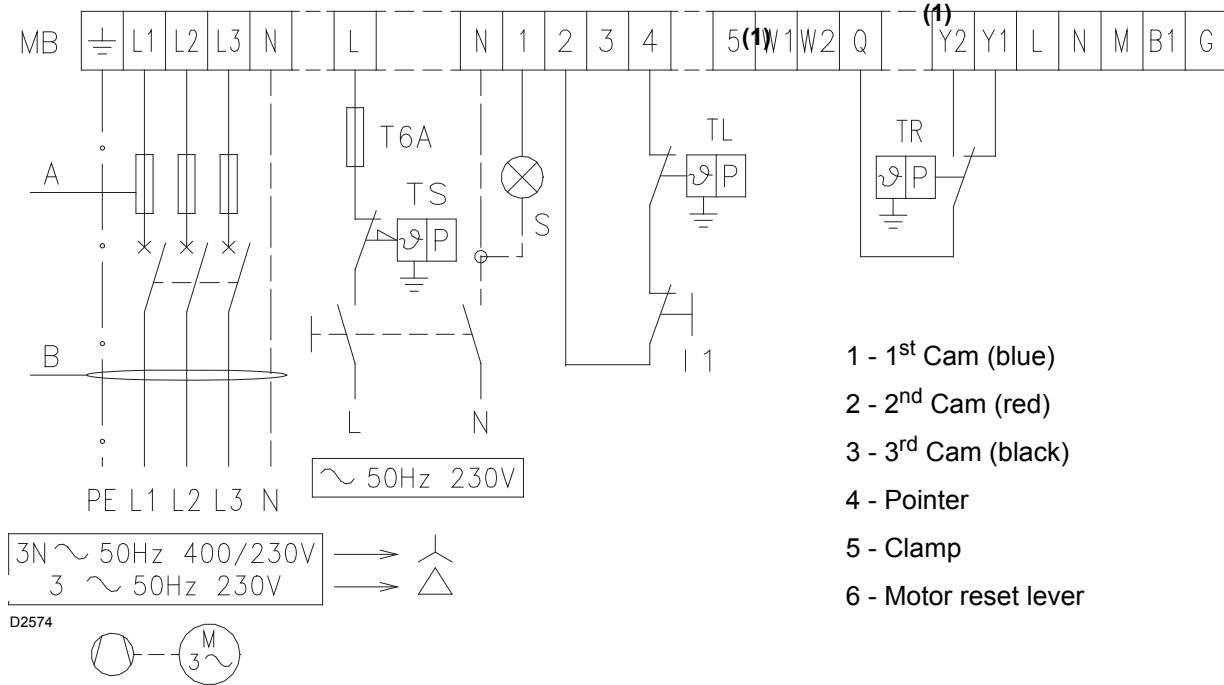 (1)
MB L1 L2 L3 N L N 1 2 3 4 5 (1) W1 W2 Q Y2 Y1 L N M B1 G
T6A
TL
TR
A
ϑ P
ϑ P
TS
S
ϑ P
B
I 1
L N
~ 50Hz 230V
PE L1 L2 L3 N
3N ~ 50Hz 400/230V
3 ~ 50Hz 230V
D2574
M
3~
1 - 1st Cam (blue)
2 - 2nd Cam (red)
3 - 3rd Cam (black)
4 - Pointer
5 - Clamp
6 - Motor reset lever